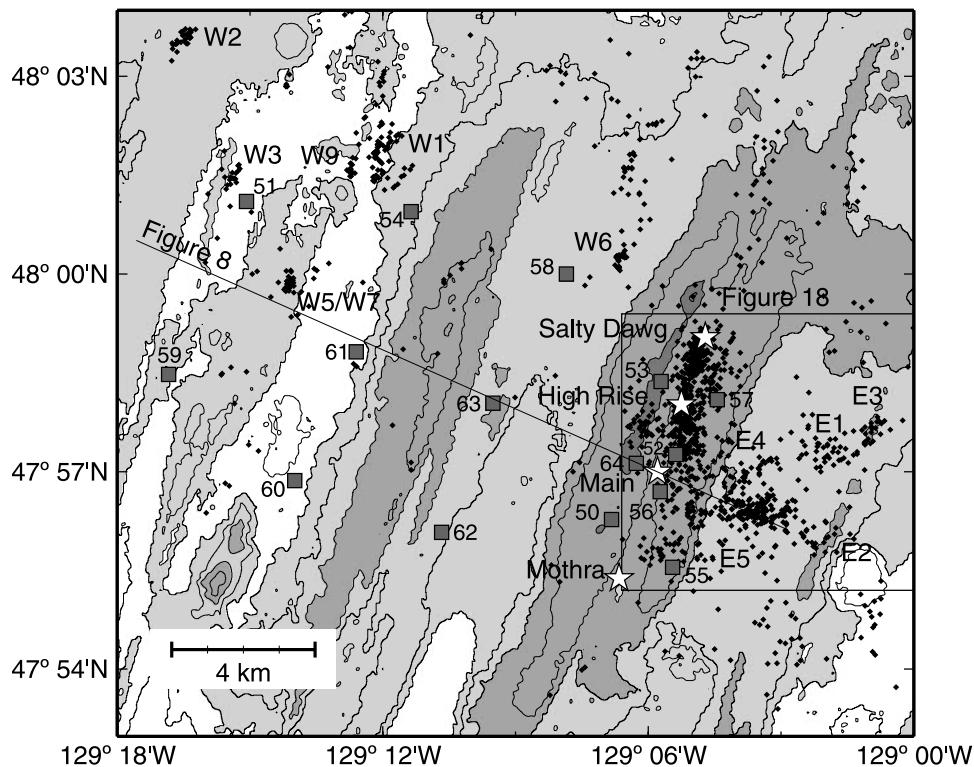 W2
48° 03'N
W3
W9
W1
51
54
Figure 8
W6
58
48° 00'N
W5/W7
Figure 18
Salty Dawg
59
61
53
High Rise
57
63
E3
E1
52
E4
64
47° 57'N
60
Main
50
56
62
E2
E5
Mothra
55
47° 54'N
4 km
129° 18'W
129° 12'W
129° 06'W
129° 00'W